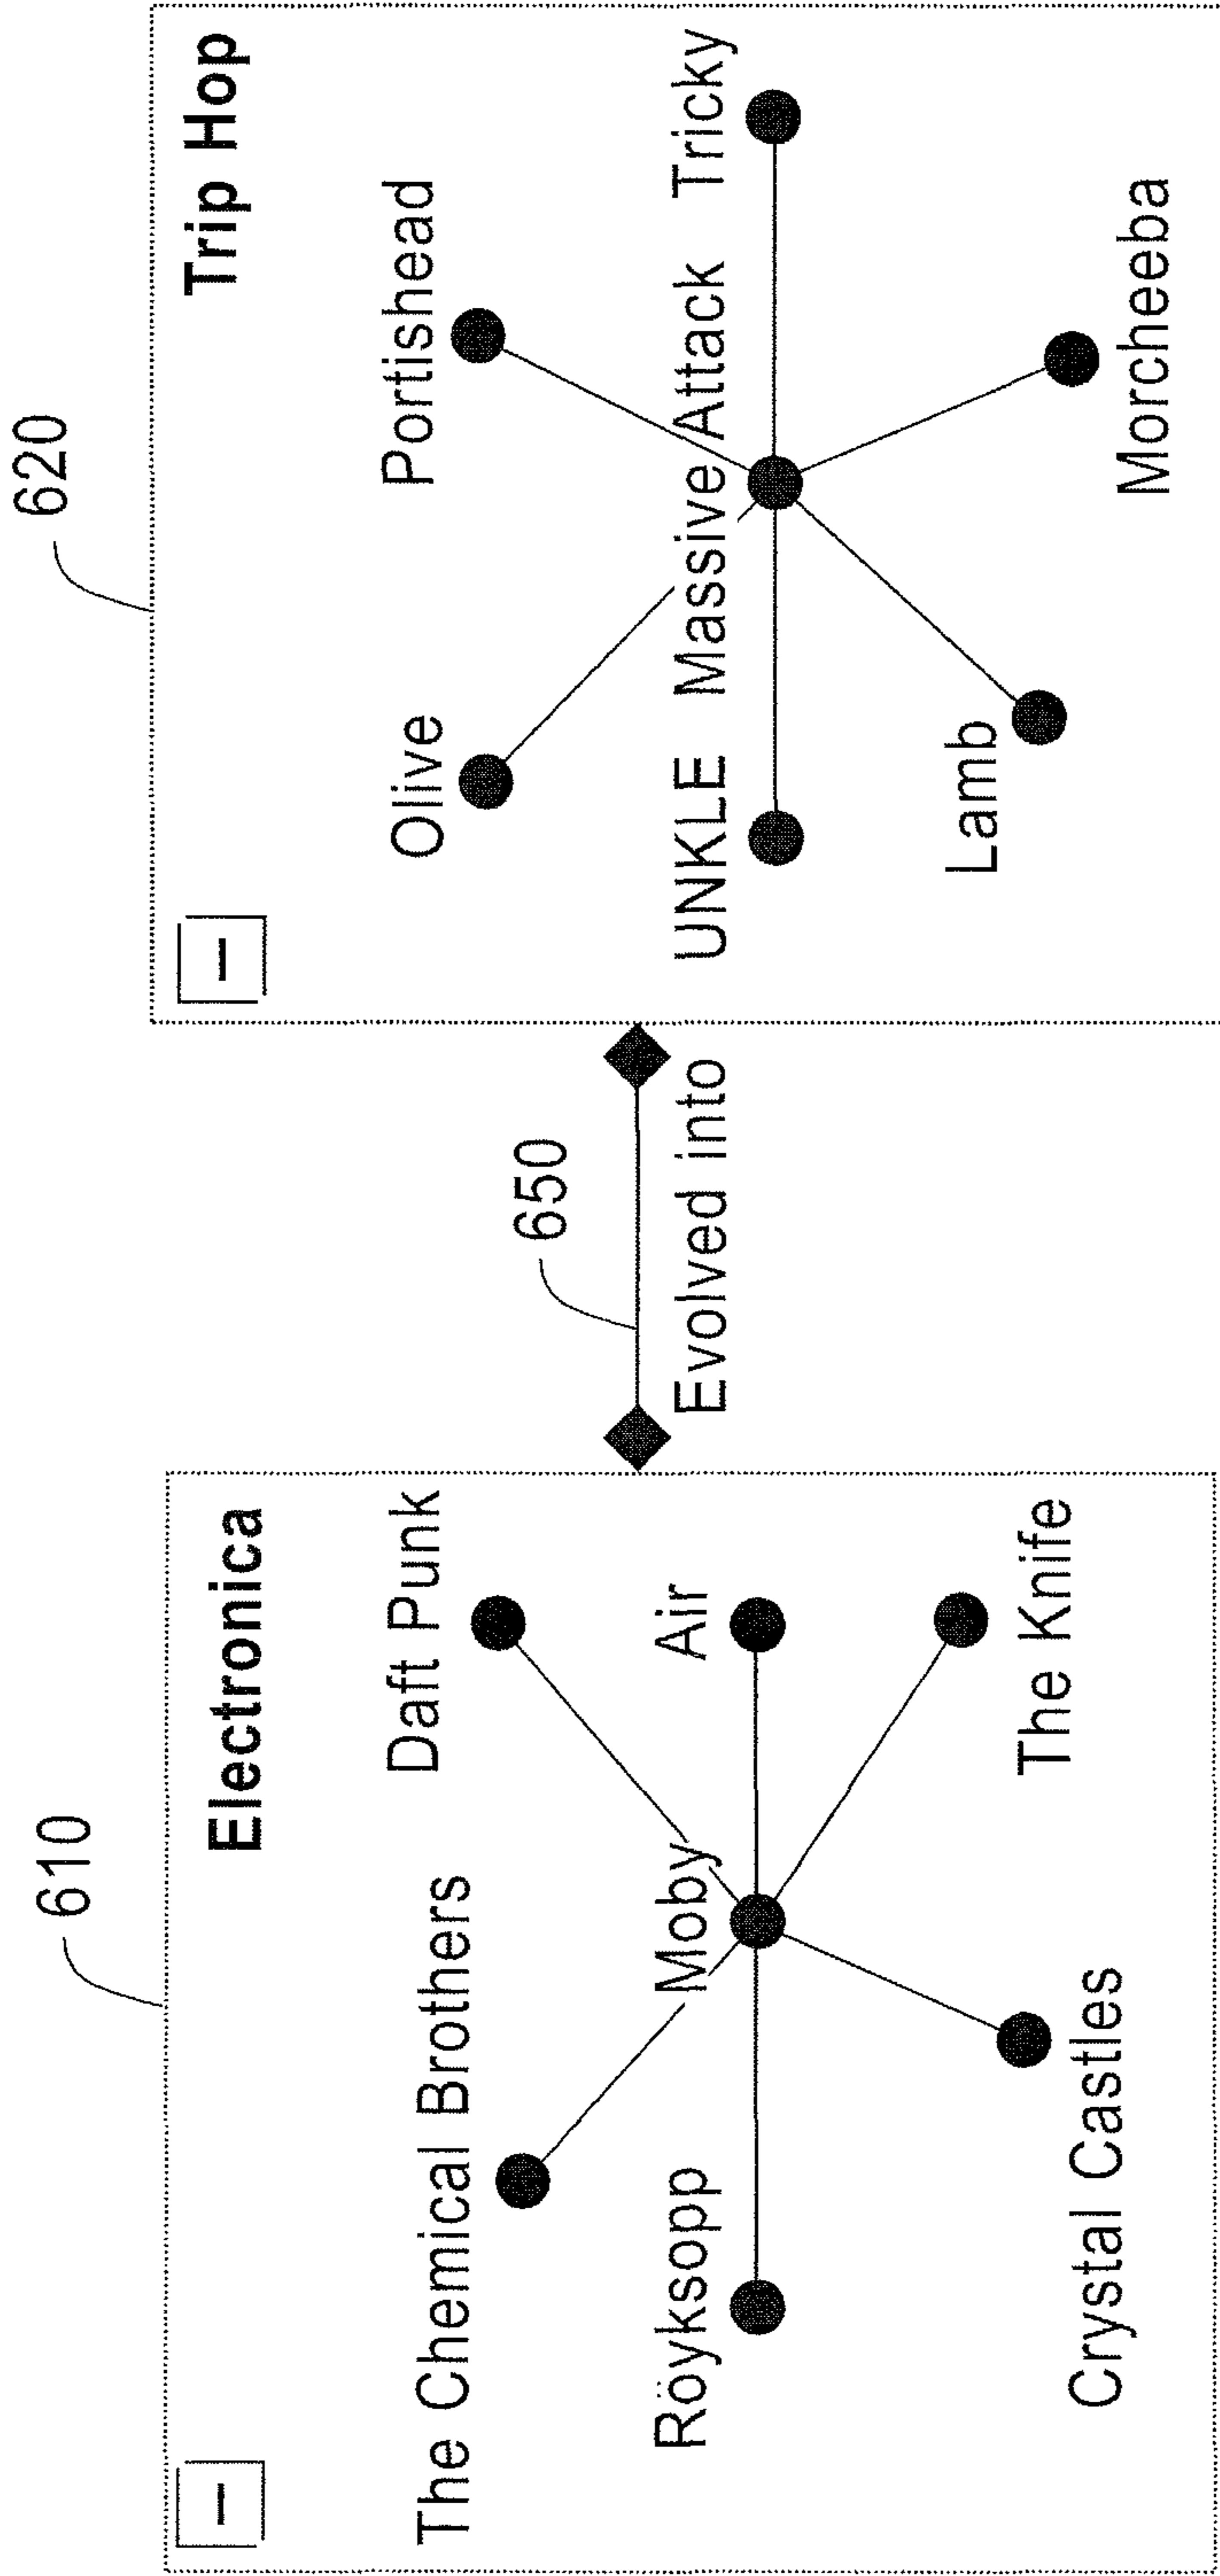 610
Electronica
The Chemical Brothers
Daft Punk
Röyksopp
Moby
Air
Crystal Castles
The Knife
650
Evolved into
620
Trip Hop
Olive
Portishead
UNKLE
Massive Attack
Tricky
Lamb
Morcheeba